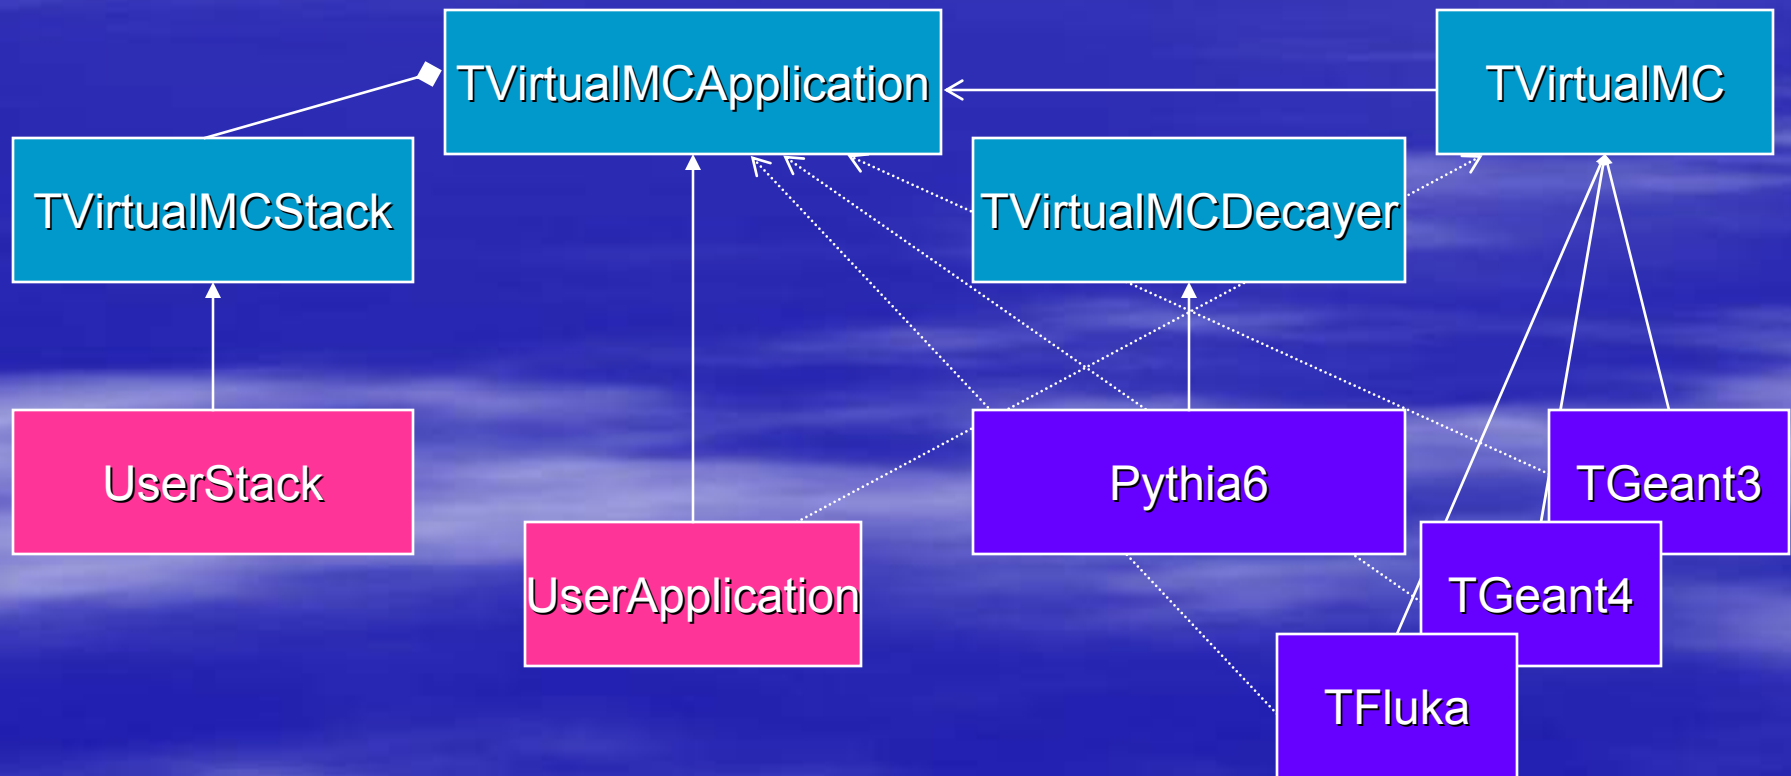 TVirtualMCApplication
TVirtualMC
TVirtualMCStack
TVirtualMCDecayer
UserStack
Pythia6
TGeant3
UserApplication
TGeant4
TFluka